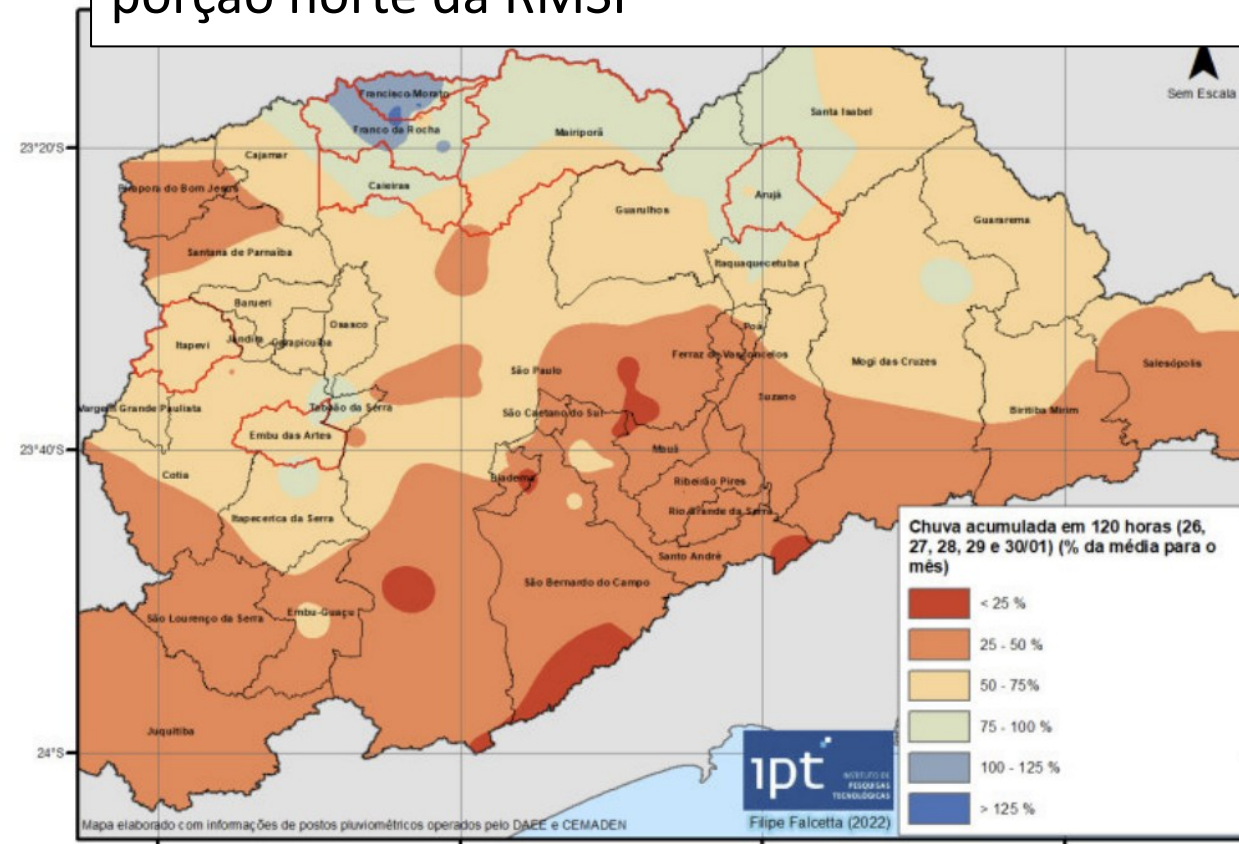 porção norte da RMSP
Sem Escala
Francisco Morato
Franco da Rocha
Mairiporã
Santa Isabel
23°20'S
Cajamar
Caieiras
Pirapora do Bom Jesus
Arujá
Guarulhos
Guararema
Santana de Parnaíba
Itaquaquecetuba
Barueri
Osasco
Jandira
Carapicuíba
Itapevi
Poá
Ferraz de Vasconcelos
Mogi das Cruzes
Salesópolis
São Paulo
Suzano
Vargem Grande Paulista
Taboão da Serra
São Caetano do Sul
Biritiba Mirim
Embu das Artes
23°40'S
Mauá
Cotia
Diadema
Ribeirão Pires
Itapecerica da Serra
Rio Grande da Serra
Santo André
São Bernardo do Campo
São Lourenço da Serra
Embu-Guaçu
Juquitiba
24°S
Chuva acumulada em 120 horas (26,
27, 28, 29 e 30/01) (% da média para o
mês)
< 25 %
25 - 50 %
50 - 75%
75 - 100 %
100 - 125 %
> 125 %
ipt
INSTITUTO DE
PESQUISAS
TECNOLÓGICAS
Filipe Falcetta (2022)
Mapa elaborado com informações de postos pluviométricos operados pelo DAEE e CEMADEN